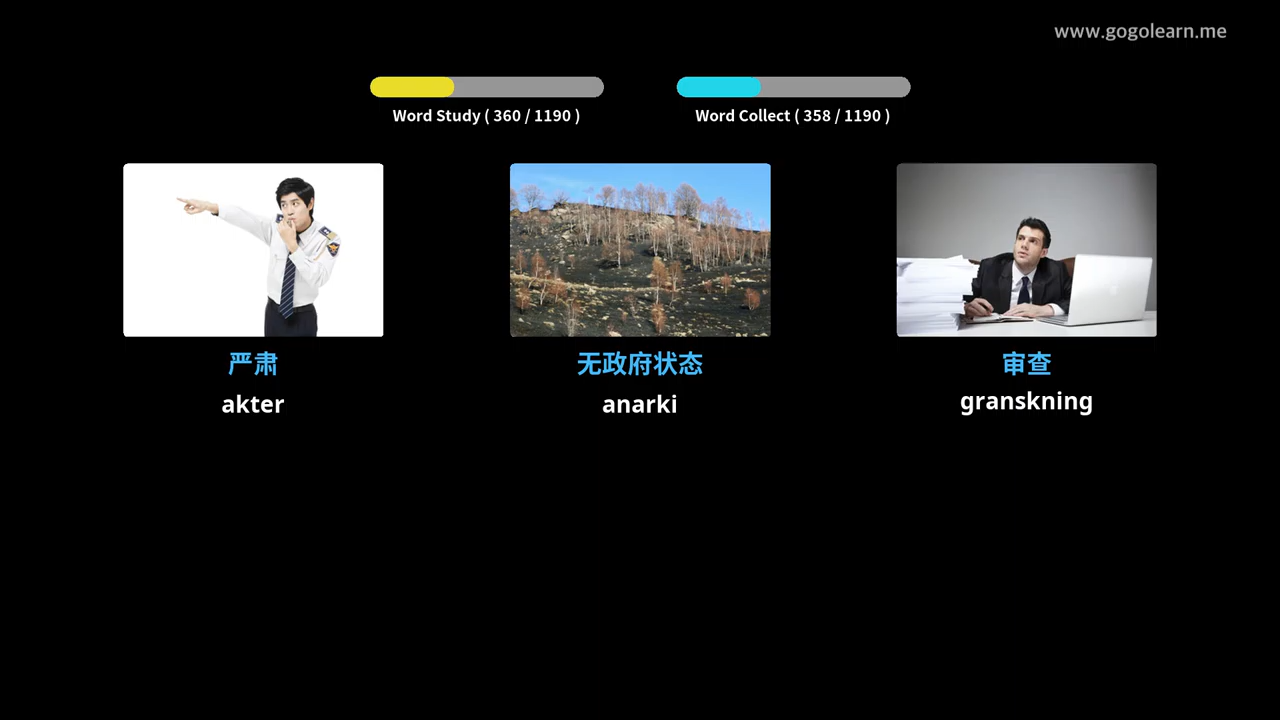 www.gogolearn.me
Word Study ( 360 / 1190 )
Word Collect ( 358 / 1190 )
严肃
无政府状态
审查
akter
anarki
granskning